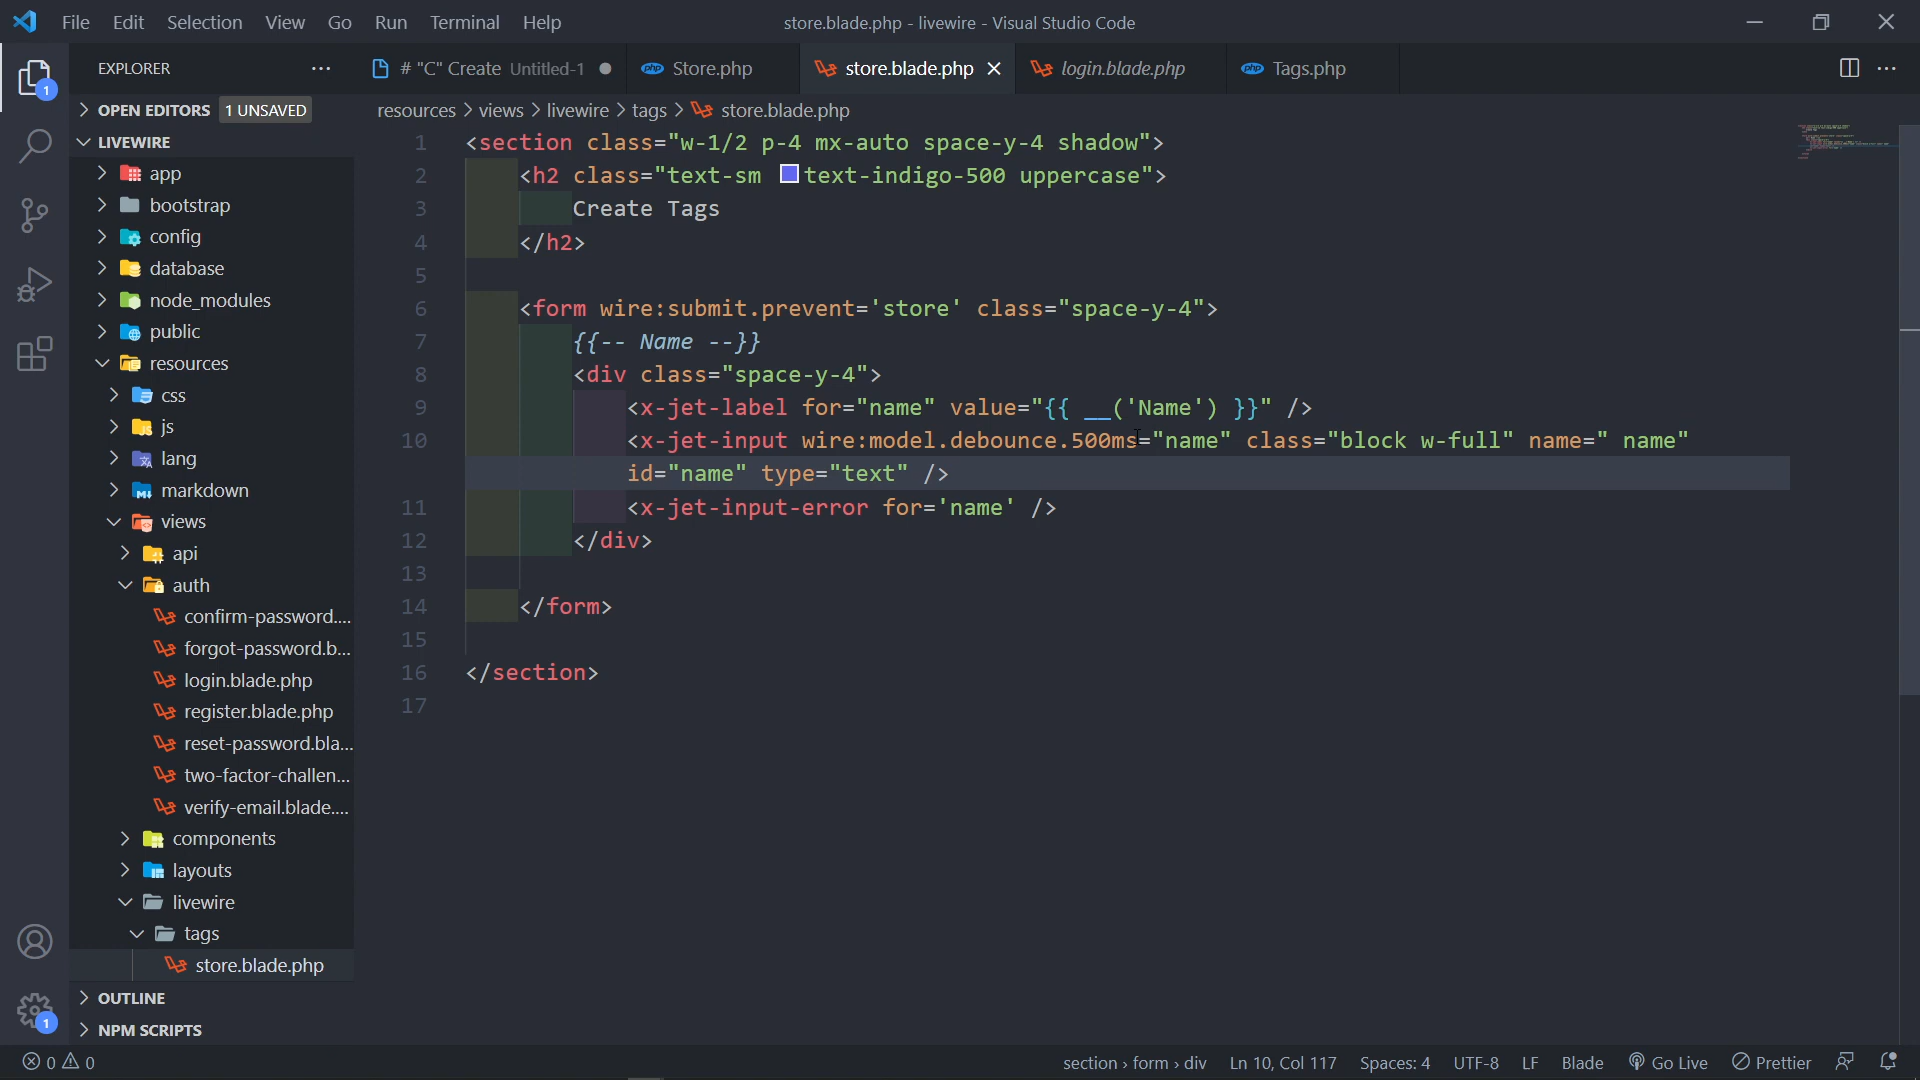 File Edit Selection View Go Run Terminal Help
store.blade.php - livewire - Visual Studio Code
EXPLORER
# "C" Create Untitled-1
php Store.php
store.blade.php
login.blade.php
php Tags.php
OPEN EDITORS 1 UNSAVED
resources > views > livewire > tags > store.blade.php
1
LIVEWIRE
app
bootstrap
config
database
node_modules
public
resources
css
JS js
lang
markdown
views
api
auth
confirm-password....
forgot-password.b...
login.blade.php
register.blade.php
reset-password.bla...
two-factor-challen...
verify-email.blade....
components
layouts
livewire
tags
store.blade.php
OUTLINE
NPM SCRIPTS
1
1 <section class="w-1/2 p-4 mx-auto space-y-4 shadow">
2 <h2 class="text-sm text-indigo-500 uppercase">
3 Create Tags
4 </h2>
5
6 <form wire:submit.prevent='store' class="space-y-4">
7 {{-- Name --}}
8 <div class="space-y-4">
9 <x-jet-label for="name" value="{{ __('Name') }}" />
10 <x-jet-input wire:model.debounce.500ms="name" class="block w-full" name=" name"
id="name" type="text" />
11 <x-jet-input-error for='name' />
12 </div>
13
14 </form>
15
16 </section>
17
0 0
section › form › div Ln 10, Col 117 Spaces: 4 UTF-8 LF Blade Go Live Prettier